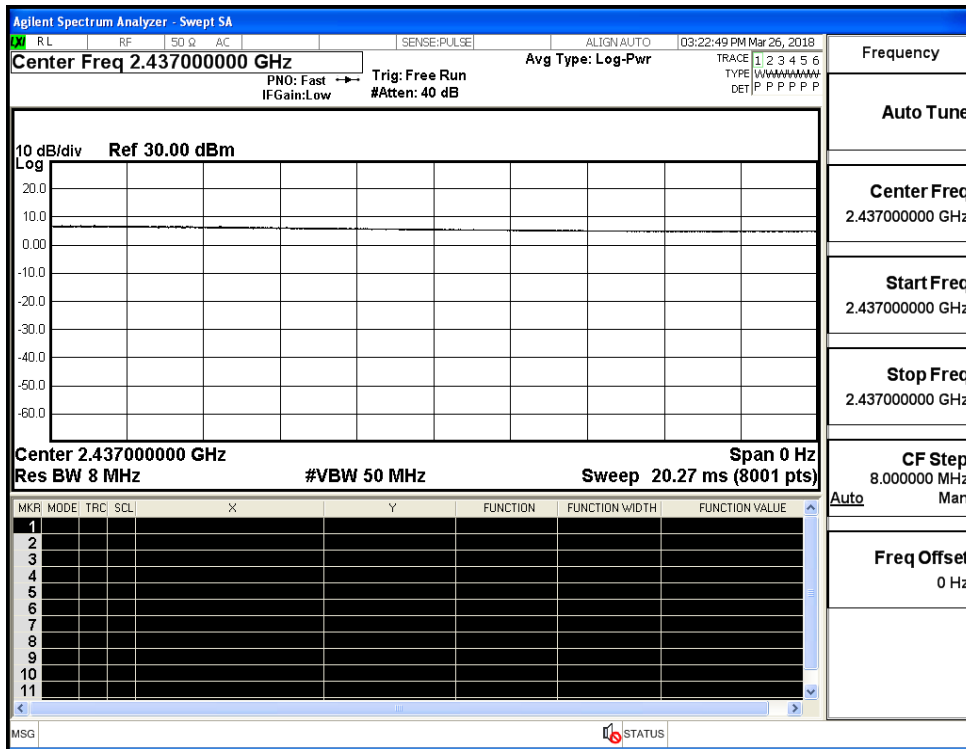 Agilent Spectrum Analyzer - Swept SA
LXI RL RF 50 Ω AC SENSE:PULSE ALIGN AUTO 03:22:49 PM Mar 26, 2018
Center Freq 2.437000000 GHz
PNO: Fast
IFGain:Low
Trig: Free Run
#Atten: 40 dB
Avg Type: Log-Pwr
TRACE 1 2 3 4 5 6
TYPE WWWWWW
DET P P P P P P
10 dB/div Ref 30.00 dBm
Log
20.0
10.0
0.00
-10.0
-20.0
-30.0
-40.0
-50.0
-60.0
Center 2.437000000 GHz Span 0 Hz
Res BW 8 MHz #VBW 50 MHz Sweep 20.27 ms (8001 pts)
MKR MODE TRC SCL X Y FUNCTION FUNCTION WIDTH FUNCTION VALUE
1
2
3
4
5
6
7
8
9
10
11
MSG STATUS
Frequency
Auto Tune
Center Freq
2.437000000 GHz
Start Freq
2.437000000 GHz
Stop Freq
2.437000000 GHz
CF Step
8.000000 MHz
Auto Man
Freq Offset
0 Hz